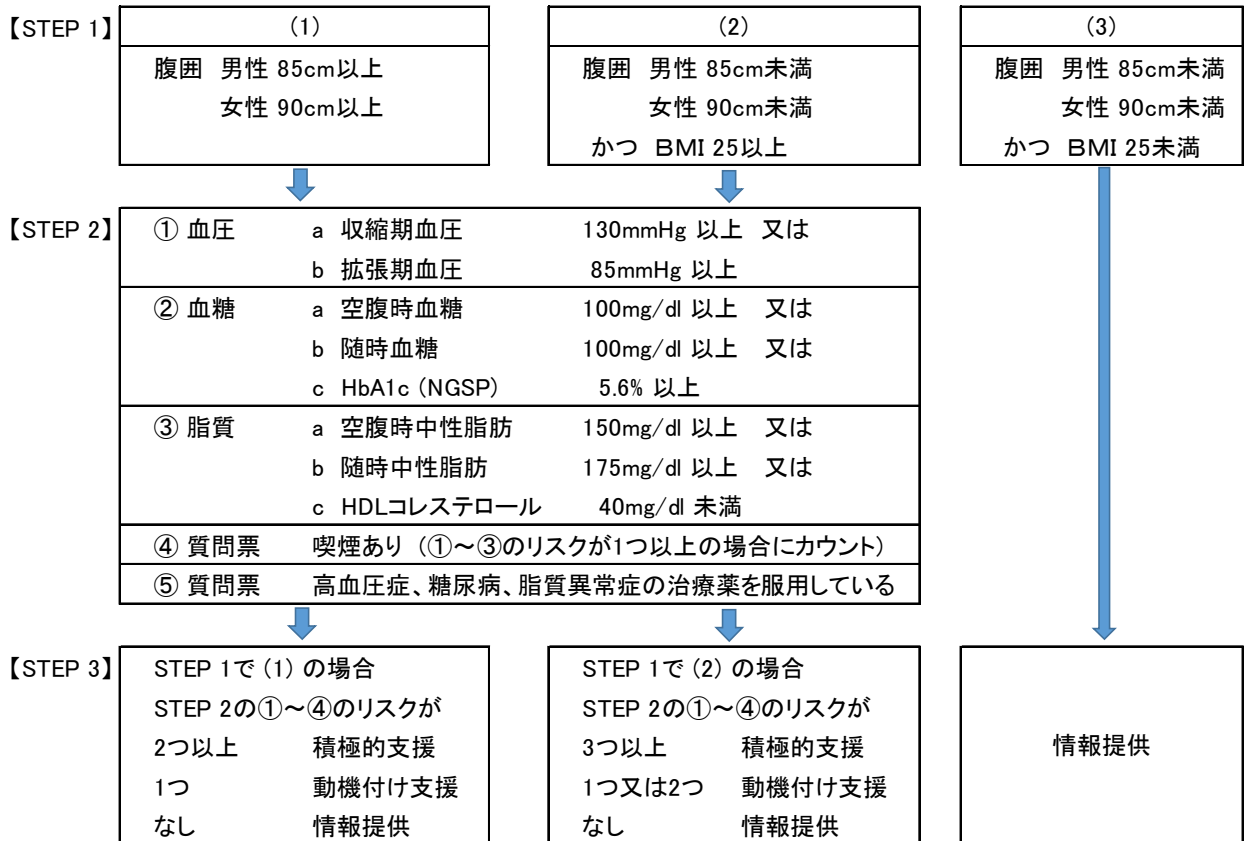 【STEP 1】 (1) (2) (3)
腹囲 男性 85cm以上
女性 90cm以上
腹囲 男性 85cm未満
女性 90cm未満
かつ ＢＭＩ 25以上
腹囲 男性 85cm未満
女性 90cm未満
かつ ＢＭＩ 25未満
【STEP 2】 ① 血圧 a 収縮期血圧 130mmHg 以上 又は
b 拡張期血圧 85mmHg 以上
② 血糖 a 空腹時血糖 100mg/dl 以上 又は
b 随時血糖 100mg/dl 以上 又は
c HbA1c (NGSP) 5.6% 以上
③ 脂質 a 空腹時中性脂肪 150mg/dl 以上 又は
b 随時中性脂肪 175mg/dl 以上 又は
c HDLコレステロール 40mg/dl 未満
④ 質問票 喫煙あり (①～③のリスクが1つ以上の場合にカウント)
⑤ 質問票 高血圧症、糖尿病、脂質異常症の治療薬を服用している
【STEP 3】 STEP 1で (1) の場合
STEP 2の①～④のリスクが
2つ以上 積極的支援
1つ 動機付け支援
なし 情報提供
STEP 1で (2) の場合
STEP 2の①～④のリスクが
3つ以上 積極的支援
1つ又は2つ 動機付け支援
なし 情報提供
情報提供